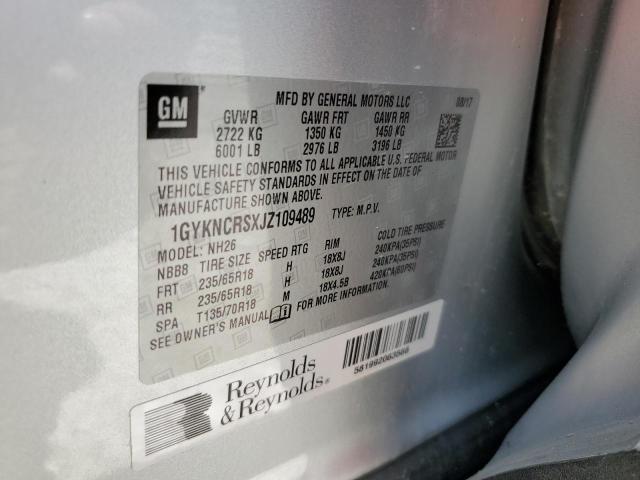 GM
MFD BY GENERAL MOTORS LLC 08/17
GVWR GAWR FRT GAWR RR
2722 KG 1350 KG 1450 KG
6001 LB 2976 LB 3196 LB
THIS VEHICLE CONFORMS TO ALL APPLICABLE U.S. FEDERAL MOTOR
VEHICLE SAFETY STANDARDS IN EFFECT ON THE DATE OF
MANUFACTURE SHOWN ABOVE.
1GYKNCRSXJZ109489 TYPE: M.P.V.
MODEL: NH26
NBB8 TIRE SIZE SPEED RTG RIM COLD TIRE PRESSURE
FRT 235/65R18 H 18X8J 240KPA(35PSI)
RR 235/65R18 H 18X8J 240KPA(35PSI)
SPA T135/70R18 M 18X4.5B 420KPA(60PSI)
SEE OWNER'S MANUAL
Reynolds
& Reynolds®